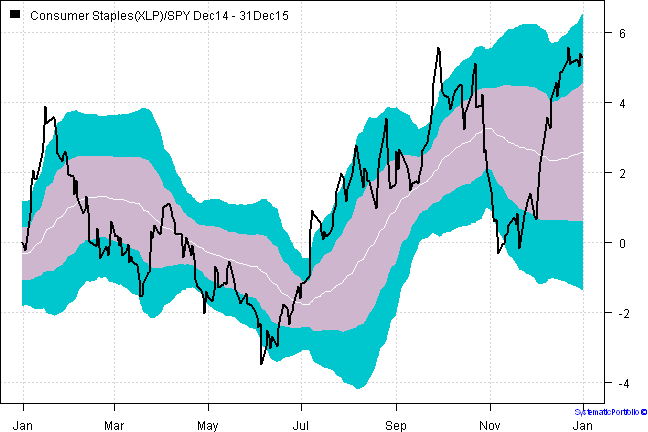 Consumer Staples(XLP)/SPY Dec14 - 31Dec15
6
4
2
0
-2
-4
Jan Mar May Jul Sep Nov Jan
SystematicPortfolio ©